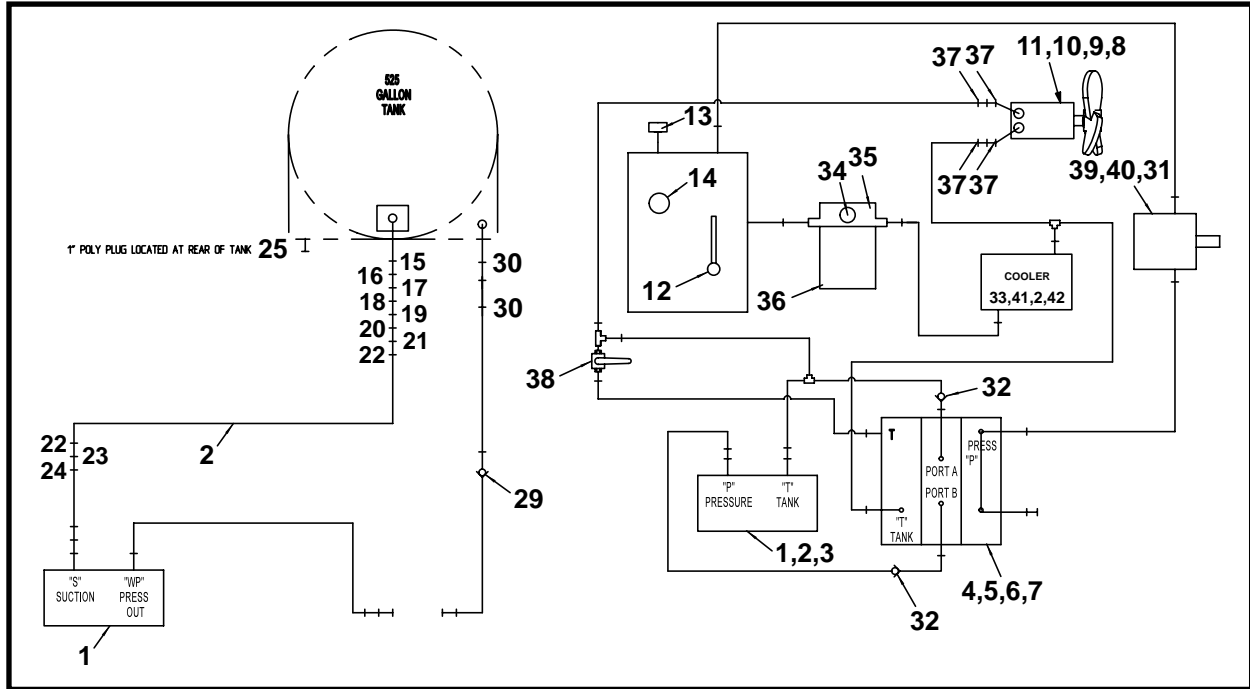 525
GALLON
TANK
1" POLY PLUG LOCATED AT REAR OF TANK
25
15
16
17
18
19
20
21
22
30
30
22
23
24
2
29
"S"
SUCTION
"WP"
PRESS
OUT
1
13
14
12
34
35
36
37 37
11,10,9,8
37 37
39,40,31
COOLER
33,41,2,42
38
32
T
PRESS
"P"
PORT A
PORT B
"T"
TANK
"P"
PRESSURE
"T"
TANK
1,2,3
4,5,6,7
32